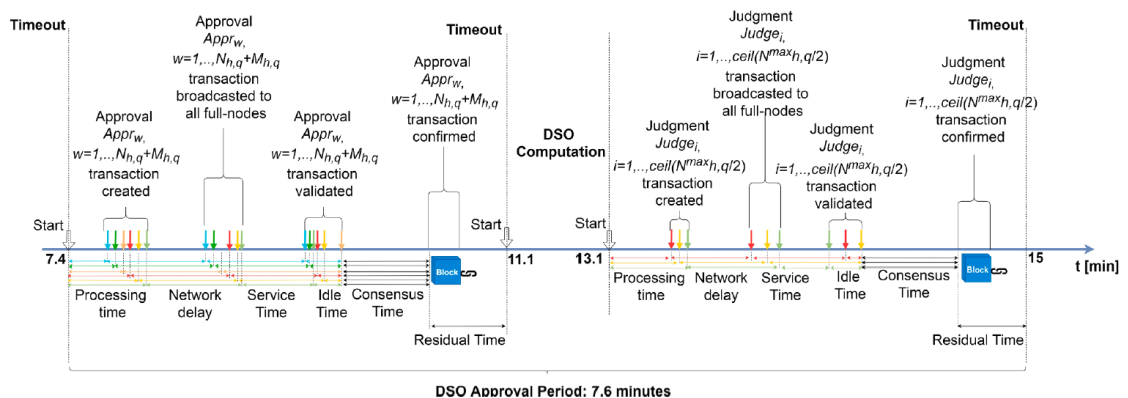 Timeout
Approval
Appr_w,
w=1,..,N_h,q+M_h,q
transaction
created
Approval
Appr_w,
w=1,..,N_h,q+M_h,q
transaction
broadcasted to
all full-nodes
Approval
Appr_w,
w=1,..,N_h,q+M_h,q
transaction
validated
Approval
Appr_w,
w=1,..,N_h,q+M_h,q
transaction
confirmed
Timeout
DSO
Computation
Judgment
Judge_i,
i=1,..,ceil(N^max h,q/2)
transaction
created
Judgment
Judge_i,
i=1,..,ceil(N^max h,q/2)
transaction
broadcasted to
all full-nodes
Judgment
Judge_i,
i=1,..,ceil(N^max h,q/2)
transaction
validated
Judgment
Judge_i,
i=1,..,ceil(N^max h,q/2)
transaction
confirmed
Timeout
Start
Start
Start
7.4
11.1
13.1
15
t [min]
Block
Block
Processing
time
Network
delay
Service
Time
Idle
Time
Consensus
Time
Residual Time
Processing
time
Network
delay
Service
Time
Idle
Time
Consensus
Time
Residual Time
DSO Approval Period: 7.6 minutes